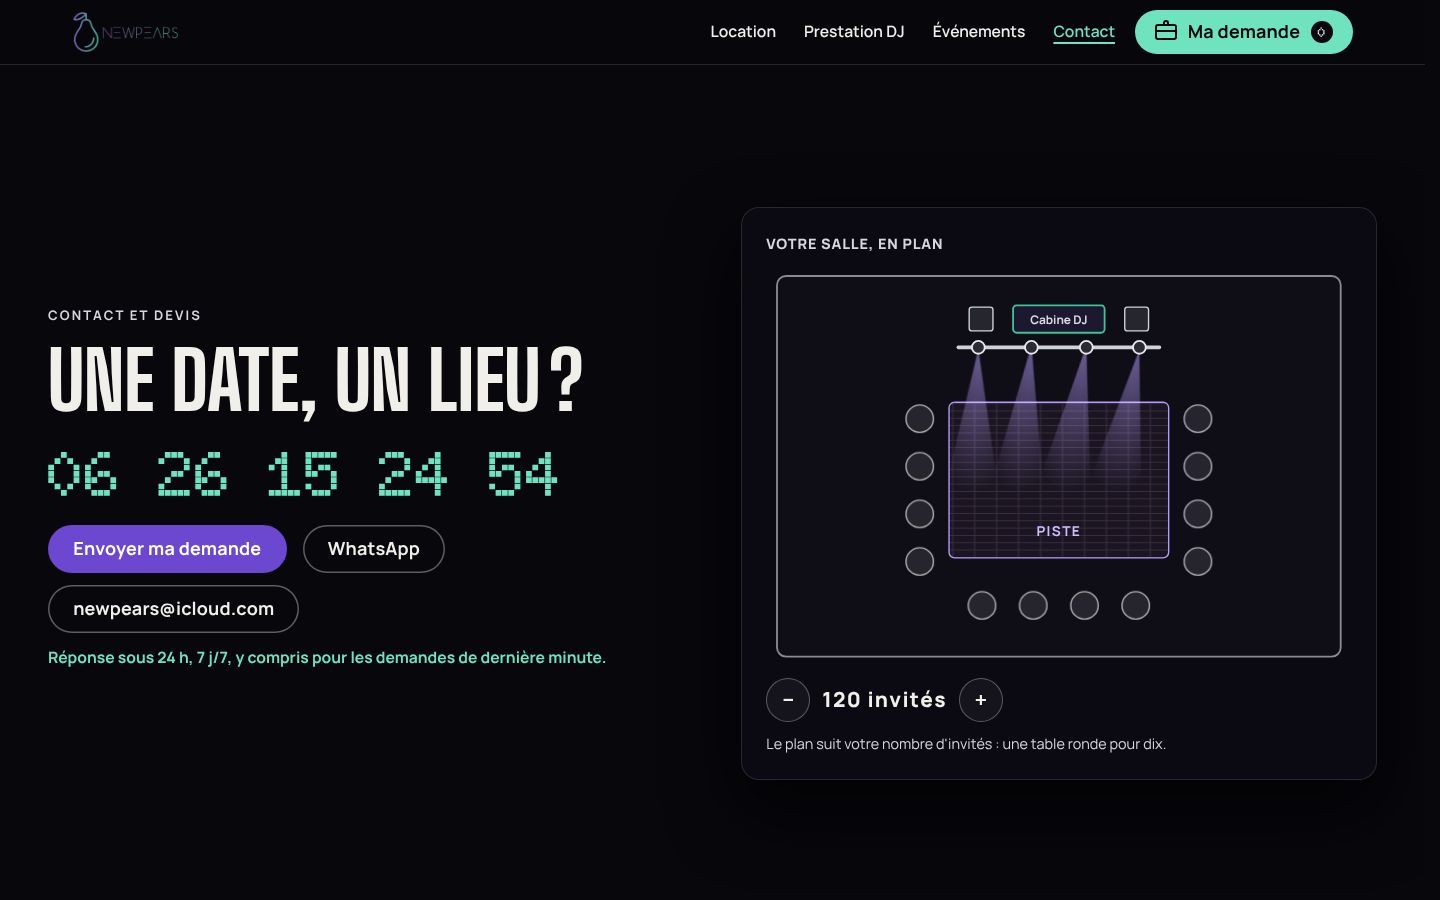 NEWPEARS
Location
Prestation DJ
Événements
Contact
Ma demande
0
CONTACT ET DEVIS
UNE DATE, UN LIEU ?
06 26 15 24 54
Envoyer ma demande
WhatsApp
newpears@icloud.com
Réponse sous 24 h, 7 j/7, y compris pour les demandes de dernière minute.
VOTRE SALLE, EN PLAN
Cabine DJ
PISTE
− 120 invités +
Le plan suit votre nombre d'invités : une table ronde pour dix.